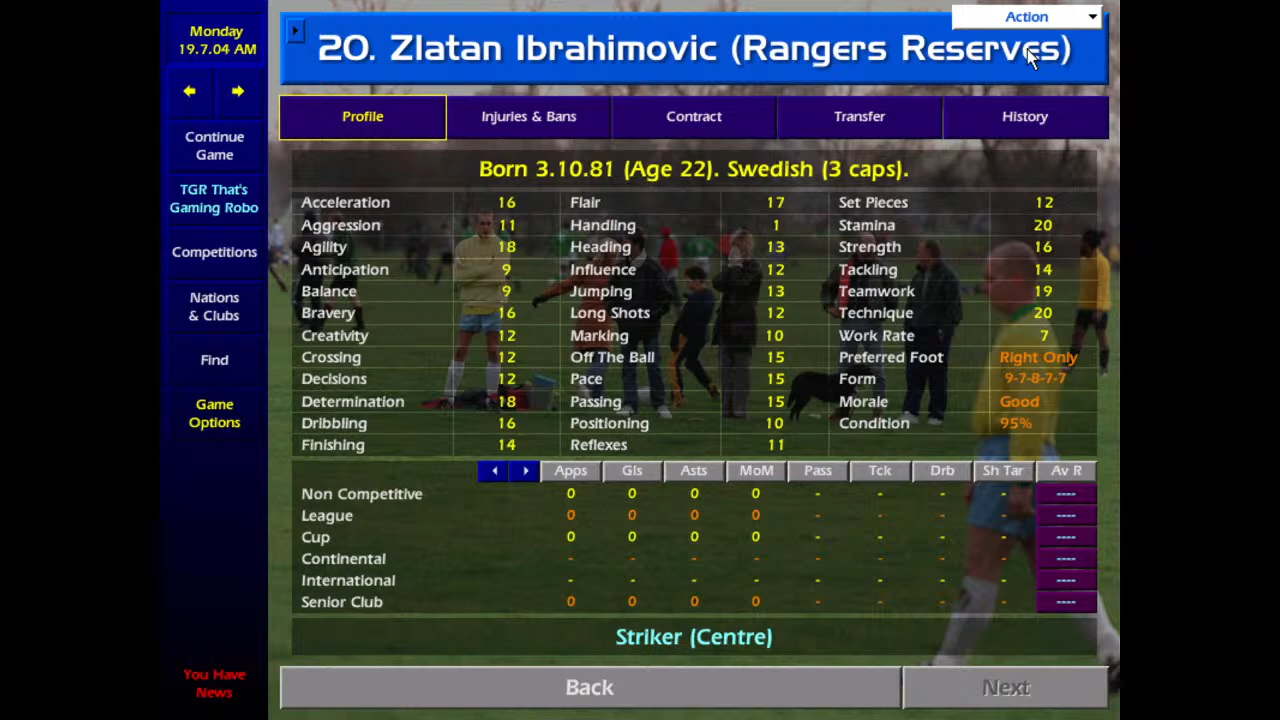 Monday
19.7.04 AM
Action
20. Zlatan Ibrahimovic (Rangers Reserves)
Continue
Game
TGR That's
Gaming Robo
Competitions
Nations
& Clubs
Find
Game
Options
You Have
News
Profile Injuries & Bans Contract Transfer History
Born 3.10.81 (Age 22). Swedish (3 caps).
Acceleration 16 Flair 17 Set Pieces 12
Aggression 11 Handling 1 Stamina 20
Agility 18 Heading 13 Strength 16
Anticipation 9 Influence 12 Tackling 14
Balance 9 Jumping 13 Teamwork 19
Bravery 16 Long Shots 12 Technique 20
Creativity 12 Marking 10 Work Rate 7
Crossing 12 Off The Ball 15 Preferred Foot Right Only
Decisions 12 Pace 15 Form 9-7-8-7-7
Determination 18 Passing 15 Morale Good
Dribbling 16 Positioning 10 Condition 95%
Finishing 14 Reflexes 11
Apps Gls Asts MoM Pass Tck Drb Sh Tar Av R
Non Competitive 0 0 0 0 - - - - ----
League 0 0 0 0 - - - - ----
Cup 0 0 0 0 - - - - ----
Continental - - - - - - - - ----
International - - - - - - - - ----
Senior Club 0 0 0 0 - - - - ----
Striker (Centre)
Back Next